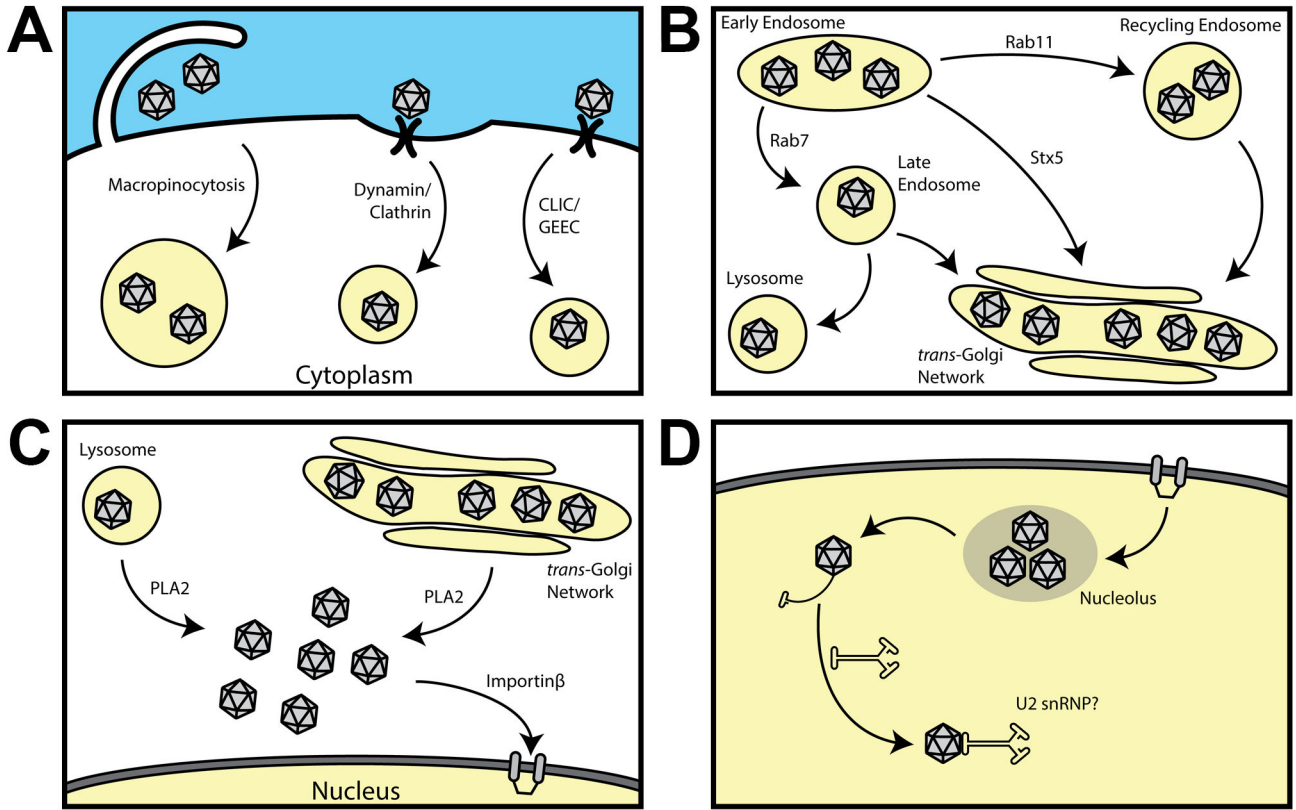 A
Macropinocytosis
Dynamin/
Clathrin
CLIC/
GEEC
Cytoplasm
B
Early Endosome
Rab11
Recycling Endosome
Rab7
Late
Endosome
Stx5
Lysosome
trans-Golgi
Network
C
Lysosome
PLA2
PLA2
trans-Golgi
Network
Importinβ
Nucleus
D
Nucleolus
U2 snRNP?